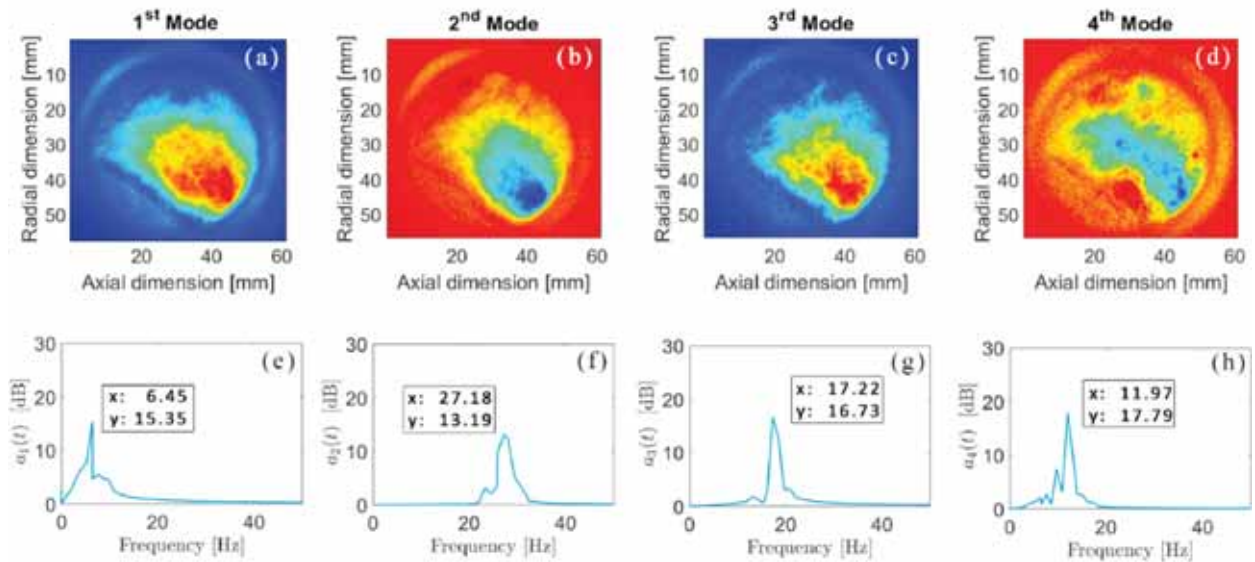 1st Mode
2nd Mode
3rd Mode
4th Mode
(a)
(b)
(c)
(d)
Radial dimension [mm]
10
20
30
40
50
20
40
60
Axial dimension [mm]
Radial dimension [mm]
10
20
30
40
50
20
40
60
Axial dimension [mm]
Radial dimension [mm]
10
20
30
40
50
20
40
60
Axial dimension [mm]
Radial dimension [mm]
10
20
30
40
50
20
40
60
Axial dimension [mm]
(e)
a1(t) [dB]
30
20
10
0
x: 6.45
y: 15.35
0
20
40
Frequency [Hz]
(f)
a2(t) [dB]
30
20
10
0
x: 27.18
y: 13.19
0
20
40
Frequency [Hz]
(g)
a3(t) [dB]
30
20
10
0
x: 17.22
y: 16.73
0
20
40
Frequency [Hz]
(h)
a4(t) [dB]
30
20
10
0
x: 11.97
y: 17.79
0
20
40
Frequency [Hz]